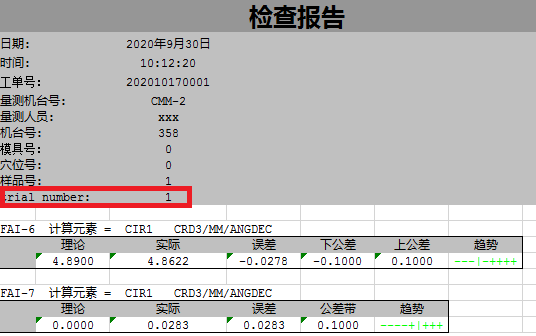 检查报告
日期: 2020年9月30日
时间: 10:12:20
工单号: 202010170001
量测机台号: CMM-2
量测人员: xxx
机台号: 358
模具号: 0
穴位号: 0
样品号: 1
erial number: 1
FAI-6 计算元素 = CIR1 CRD3/MM/ANGDEC
理论 实际 误差 下公差 上公差 趋势
4.8900 4.8622 -0.0278 -0.1000 0.1000 ---|-++++
FAI-7 计算元素 = CIR1 CRD3/MM/ANGDEC
理论 实际 误差 公差带 趋势
0.0000 0.0283 0.0283 0.1000 ----+|+++